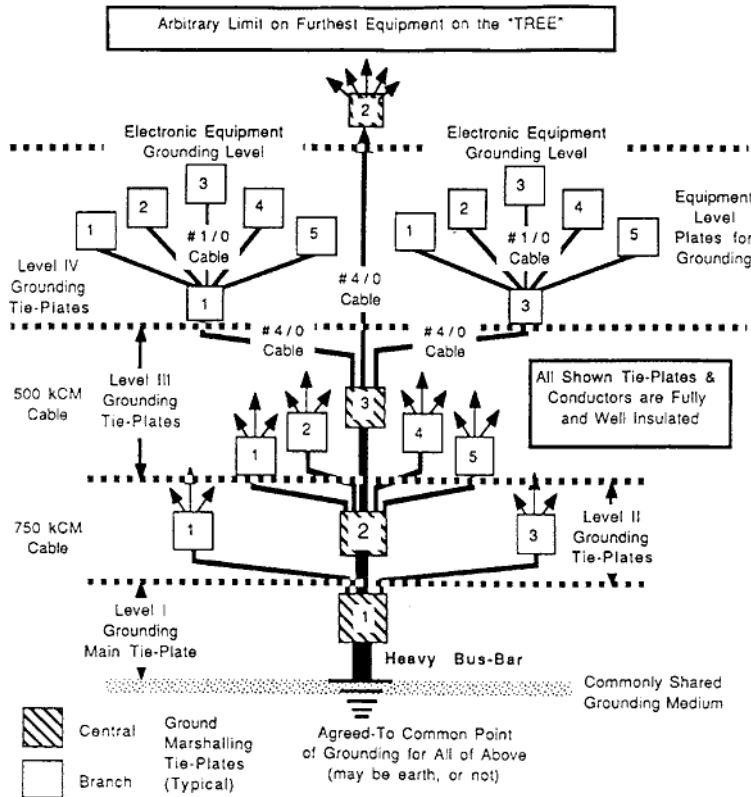 Arbitrary Limit on Furthest Equipment on the "TREE"
2
Electronic Equipment
Grounding Level
Electronic Equipment
Grounding Level
3
3
2
4
2
4
1
5
1
5
#1/0
Cable
#1/0
Cable
Equipment
Level
Plates for
Grounding
Level IV
Grounding
Tie-Plates
1
#4/0
Cable
3
#4/0
Cable
#4/0
Cable
500 kCM
Cable
Level III
Grounding
Tie-Plates
3
All Shown Tie-Plates &
Conductors are Fully
and Well Insulated
1
2
4
5
750 kCM
Cable
1
2
3
Level II
Grounding
Tie-Plates
Level I
Grounding
Main Tie-Plate
1
Heavy Bus-Bar
Commonly Shared
Grounding Medium
Central
Branch
Ground
Marshalling
Tie-Plates
(Typical)
Agreed-To Common Point
of Grounding for All of Above
(may be earth, or not)